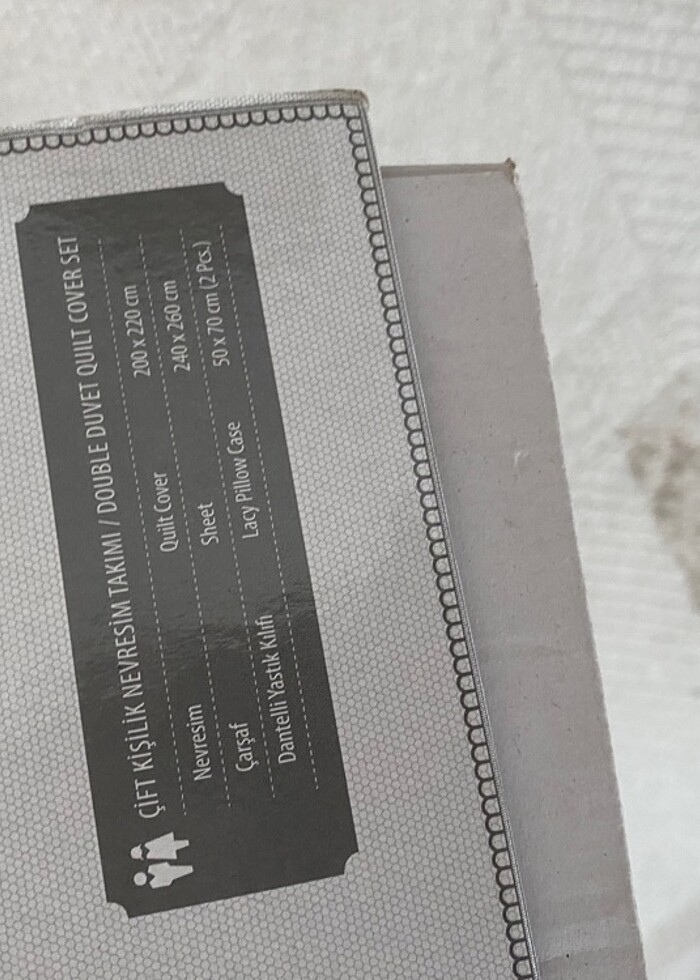 ÇİFT KİŞİLİK NEVRESİM TAKIMI / DOUBLE DUVET QUILT COVER SET
Nevresim Quilt Cover 200 x 220 cm
Çarşaf Sheet 240 x 260 cm
Dantelli Yastık Kılıfı Lacy Pillow Case 50 x 70 cm (2 Pcs.)